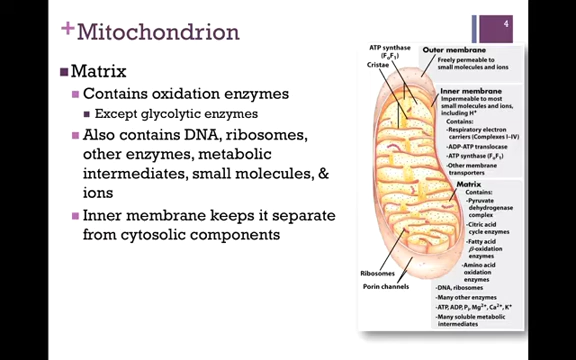 4
+ Mitochondrion
Matrix
Contains oxidation enzymes
Except glycolytic enzymes
Also contains DNA, ribosomes,
other enzymes, metabolic
intermediates, small molecules, &
ions
Inner membrane keeps it separate
from cytosolic components
ATP synthase
(FoF1)
Cristae
Outer membrane
Freely permeable to
small molecules and ions
Inner membrane
Impermeable to most
small molecules and ions,
including H+
Contains:
•Respiratory electron
carriers (Complexes I–IV)
•ADP-ATP translocase
•ATP synthase (FoF1)
•Other membrane
transporters
Matrix
Contains:
•Pyruvate
dehydrogenase
complex
•Citric acid
cycle enzymes
•Fatty acid
β-oxidation
enzymes
•Amino acid
oxidation
enzymes
•DNA, ribosomes
•Many other enzymes
•ATP, ADP, Pi, Mg2+, Ca2+, K+
•Many soluble metabolic
intermediates
Ribosomes
Porin channels